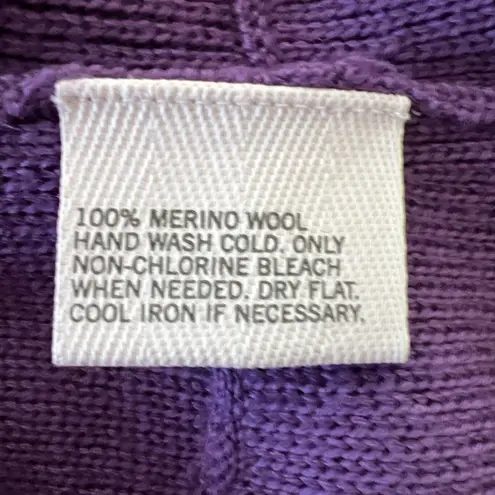 100% MERINO WOOL
HAND WASH COLD. ONLY
NON-CHLORINE BLEACH
WHEN NEEDED. DRY FLAT.
COOL IRON IF NECESSARY.